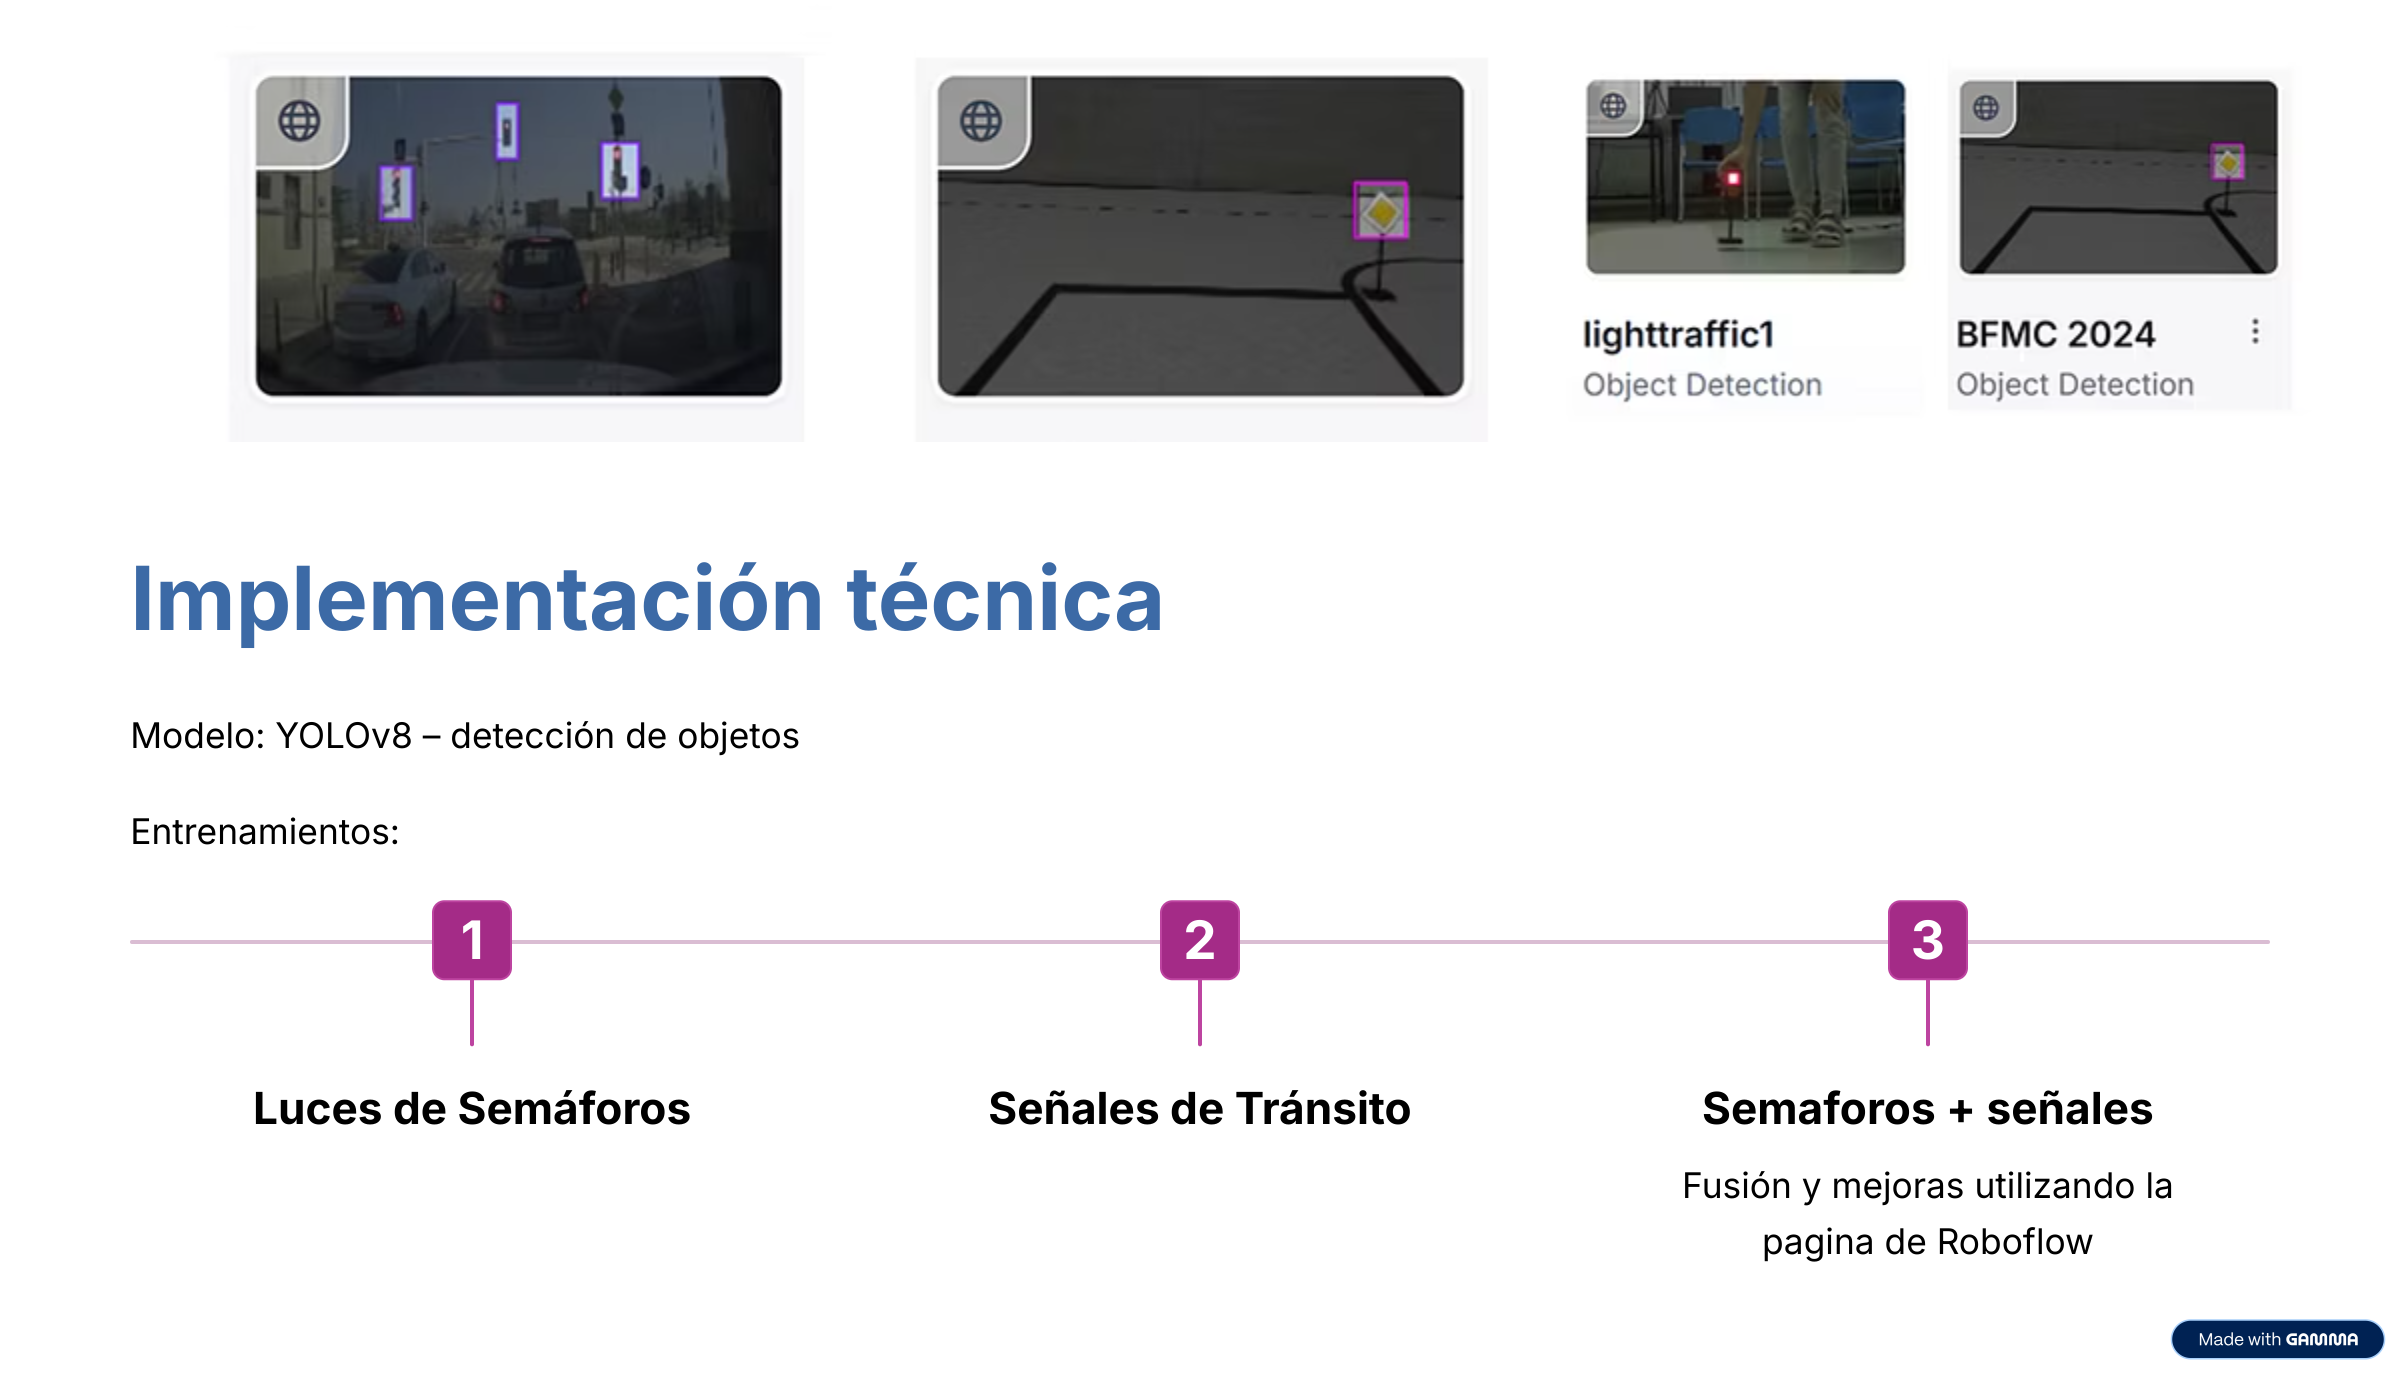 lighttraffic1
Object Detection
BFMC 2024
Object Detection
Implementación técnica
Modelo: YOLOv8 – detección de objetos
Entrenamientos:
1
Luces de Semáforos
2
Señales de Tránsito
3
Semaforos + señales
Fusión y mejoras utilizando la
pagina de Roboflow
Made with GAMMA